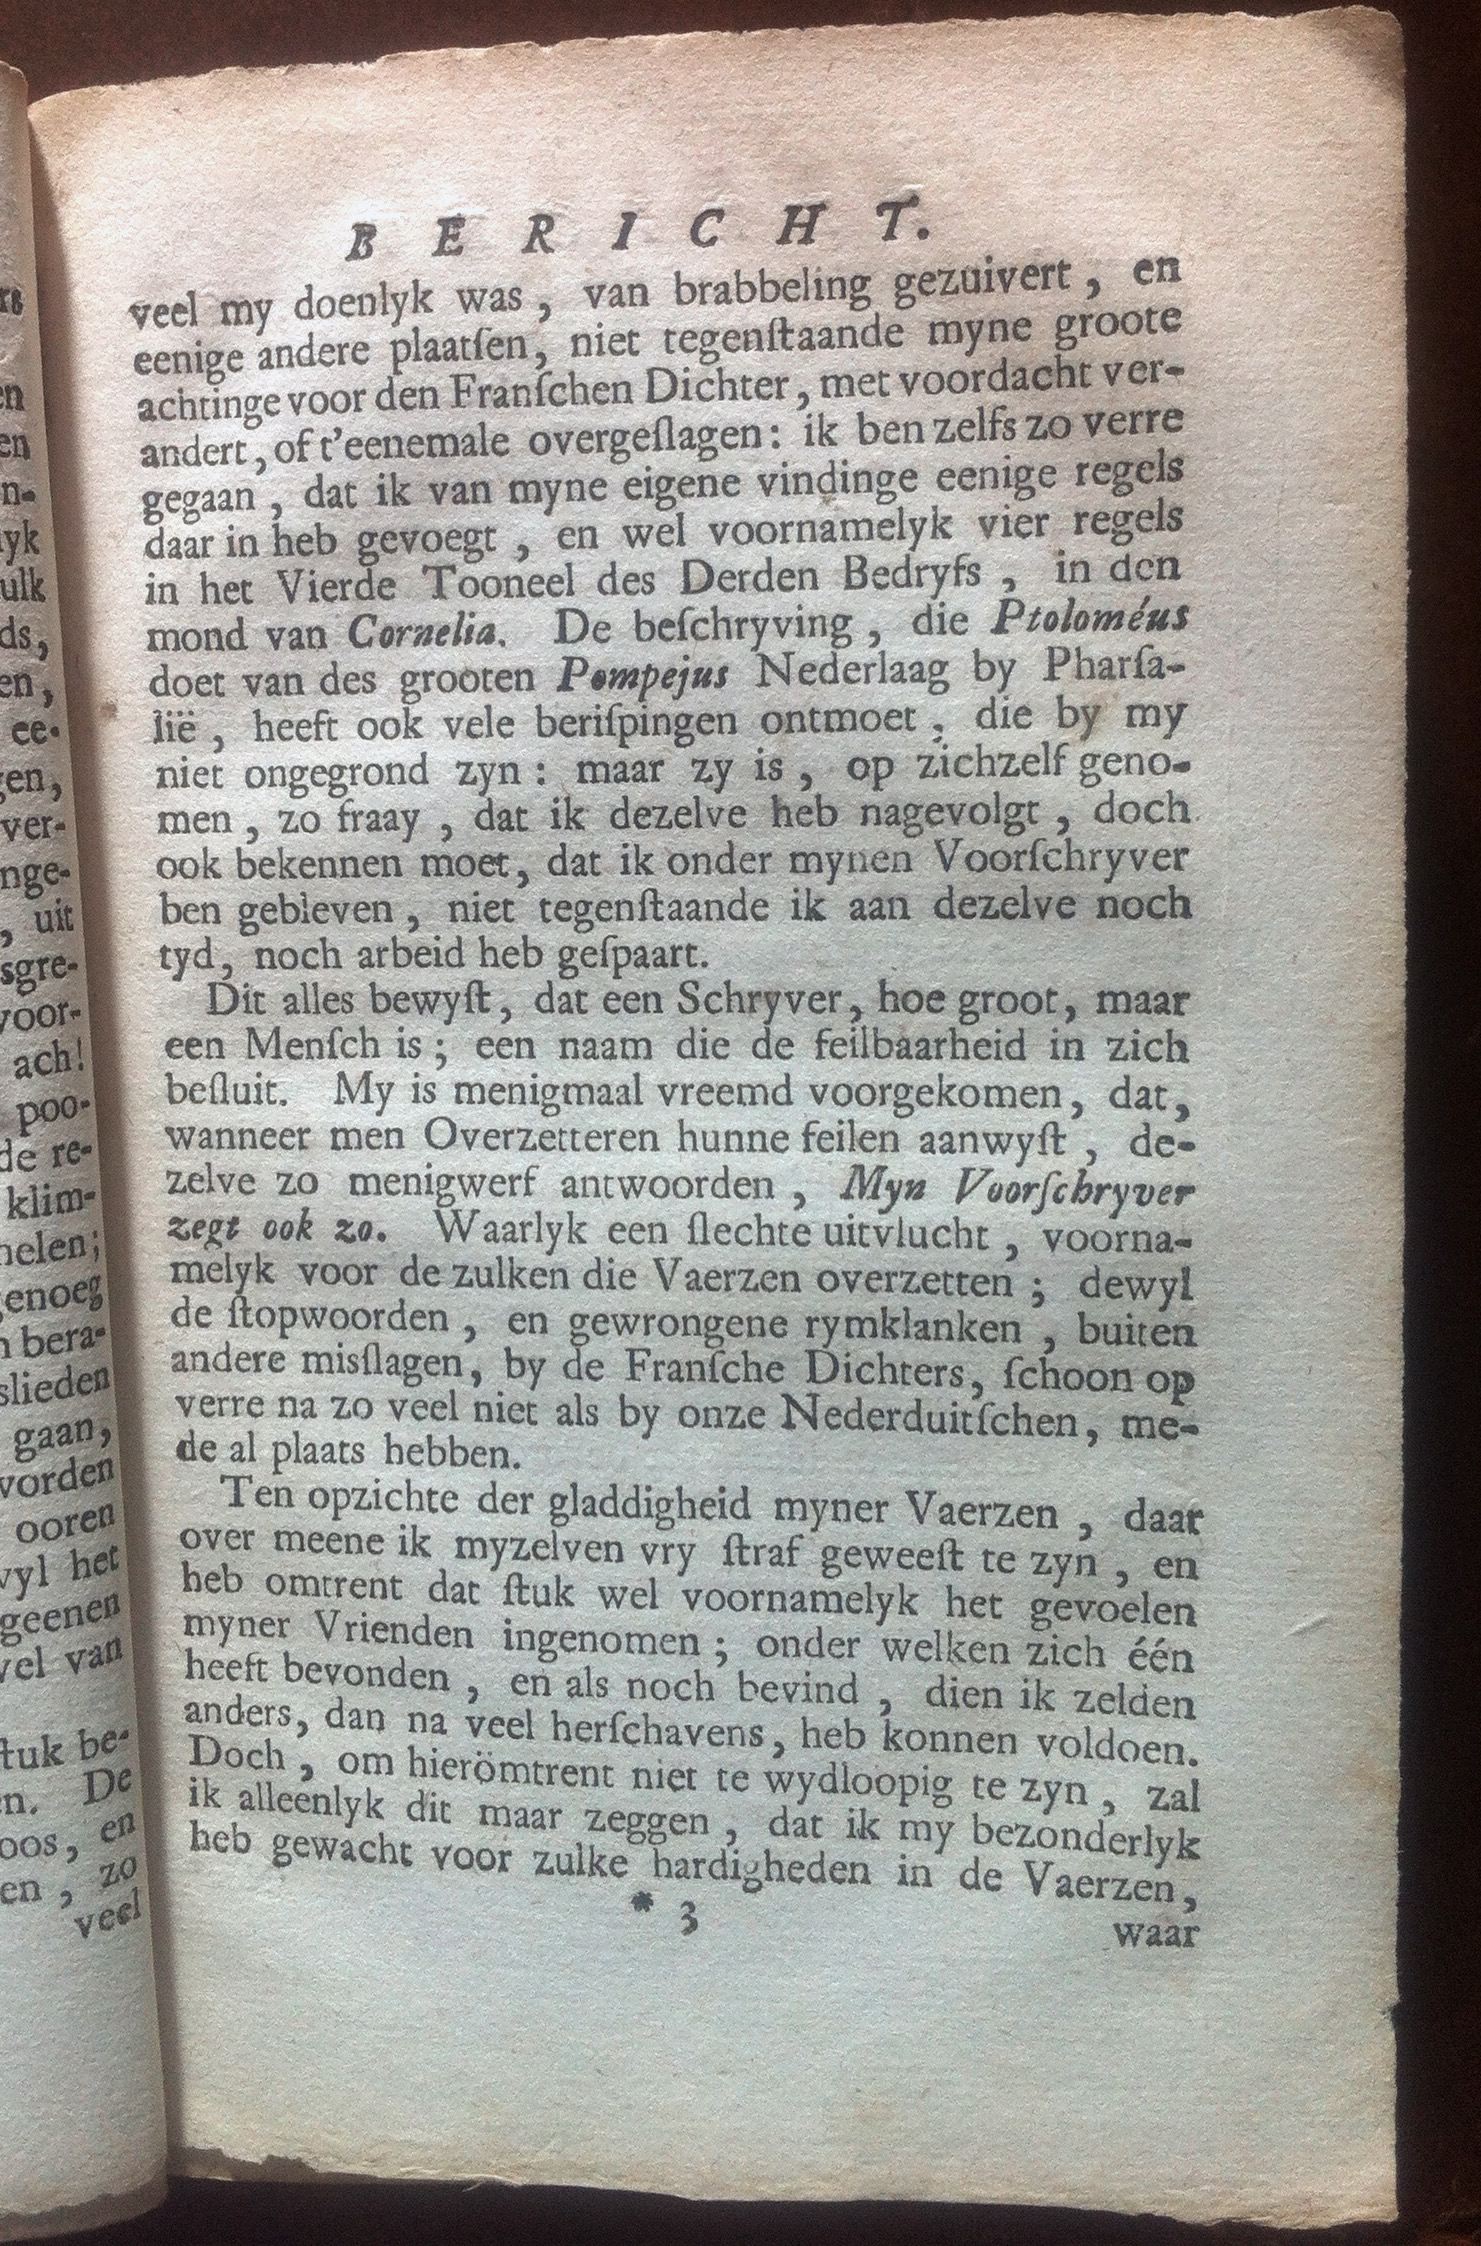 BERICHT.
veel my doenlyk was, van brabbeling gezuivert, en
eenige andere plaatſen, niet tegenſtaande myne groote
achtinge voor den Franſchen Dichter, met voordacht ver-
andert, of t'eenemale overgeſlagen: ik ben zelfs zo verre
gegaan, dat ik van myne eigene vindinge eenige regels
daar in heb gevoegt, en wel voornamelyk vier regels
in het Vierde Tooneel des Derden Bedryfs, in den
mond van Cornelia. De beſchryving, die Ptoloméus
doet van des grooten Pompejus Nederlaag by Pharſa-
lië, heeft ook vele beriſpingen ontmoet, die by my
niet ongegrond zyn: maar zy is, op zichzelf geno-
men, zo fraay, dat ik dezelve heb nagevolgt, doch
ook bekennen moet, dat ik onder mynen Voorſchryver
ben gebleven, niet tegenſtaande ik aan dezelve noch
tyd, noch arbeid heb geſpaart.
Dit alles bewyſt, dat een Schryver, hoe groot, maar
een Menſch is; een naam die de feilbaarheid in zich
beſluit. My is menigmaal vreemd voorgekomen, dat,
wanneer men Overzetteren hunne feilen aanwyſt, de-
zelve zo menigwerf antwoorden, Myn Voorſchryver
zegt ook zo. Waarlyk een ſlechte uitvlucht, voorna-
melyk voor de zulken die Vaerzen overzetten; dewyl
de ſtopwoorden, en gewrongene rymklanken, buiten
andere misſlagen, by de Franſche Dichters, ſchoon op
verre na zo veel niet als by onze Nederduitſchen, me-
de al plaats hebben.
Ten opzichte der gladdigheid myner Vaerzen, daar
over meene ik myzelven vry ſtraf geweeſt te zyn, en
heb omtrent dat ſtuk wel voornamelyk het gevoelen
myner Vrienden ingenomen; onder welken zich één
heeft bevonden, en als noch bevind, dien ik zelden
anders, dan na veel herſchavens, heb konnen voldoen.
Doch, om hierömtrent niet te wydloopig te zyn, zal
ik alleenlyk dit maar zeggen, dat ik my bezonderlyk
heb gewacht voor zulke hardigheden in de Vaerzen,
* 3
waar